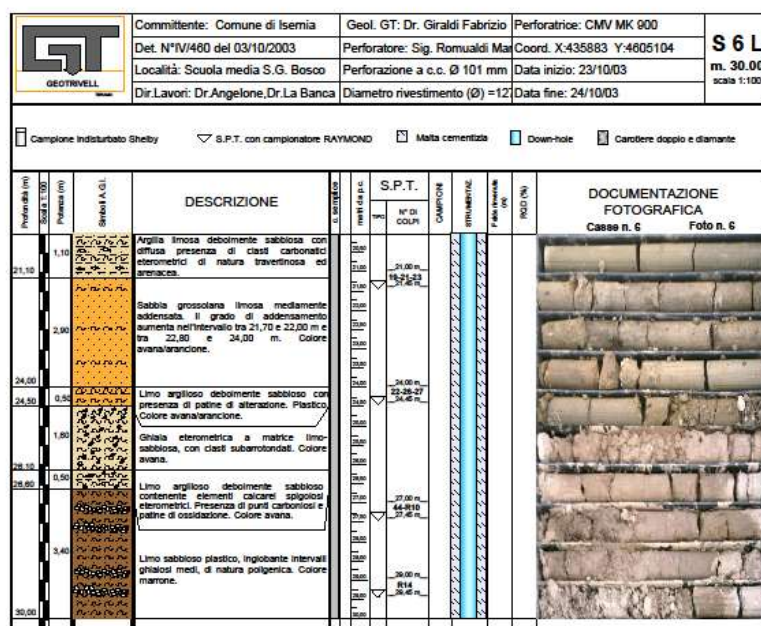 GT
GEOTRIVELL
Committente: Comune di Isernia
Geol. GT: Dr. Giraldi Fabrizio
Perforatrice: CMV MK 900
Det. N°IV/460 del 03/10/2003
Perforatore: Sig. Romualdi Mar
Coord. X:435883 Y:4605104
Località: Scuola media S.G. Bosco
Perforazione a c.c. Ø 101 mm
Data inizio: 23/10/03
Dir.Lavori: Dr.Angelone,Dr.La Banca
Diametro rivestimento (Ø) =127
Data fine: 24/10/03
S 6 L
m. 30.00
scala 1:100
Campione Indisturbato Shelby
S.P.T. con campionatore RAYMOND
Malta cementizia
Down-hole
Carotiere doppio e diamante
Profondità (m)
Scala 1:100
Potenza (m)
Simboli A.G.I.
DESCRIZIONE
c. semplice
metri da p.c.
S.P.T.
TIPO
N° DI
COLPI
CAMPIONI
STRUMENTAZ.
Falda rinvenuta
(m)
RQD (%)
DOCUMENTAZIONE
FOTOGRAFICA
Casse n. 6
Foto n. 6
1,10
21,10
Argilla limosa debolmente sabbiosa con
diffusa presenza di clasti carbonatici
eterometrici di natura travertinosa ed
arenacea.
21,00 m
18-21-23
21,45 m
2,90
24,00
Sabbia grossolana limosa mediamente
addensata. Il grado di addensamento
aumenta nell'intervallo tra 21,70 e 22,00 m e
tra 22,80 e 24,00 m. Colore
avana/arancione.
24,00 m
22-26-27
24,45 m
0,50
24,50
Limo argilloso debolmente sabbioso con
presenza di patine di alterazione. Plastico.
Colore avana/arancione.
1,60
26,10
Ghiaia eterometrica a matrice limo-
sabbiosa, con clasti subarrotondati. Colore
avana.
0,50
26,60
Limo argilloso debolmente sabbioso
contenente elementi calcarei spigolosi
eterometrici. Presenza di punti carboniosi e
patine di ossidazione. Colore avana.
27,00 m
44-R10
27,45 m
3,40
30,00
Limo sabbioso plastico, inglobante intervalli
ghiaiosi medi, di natura poligenica. Colore
marrone.
29,00 m
R14
29,45 m